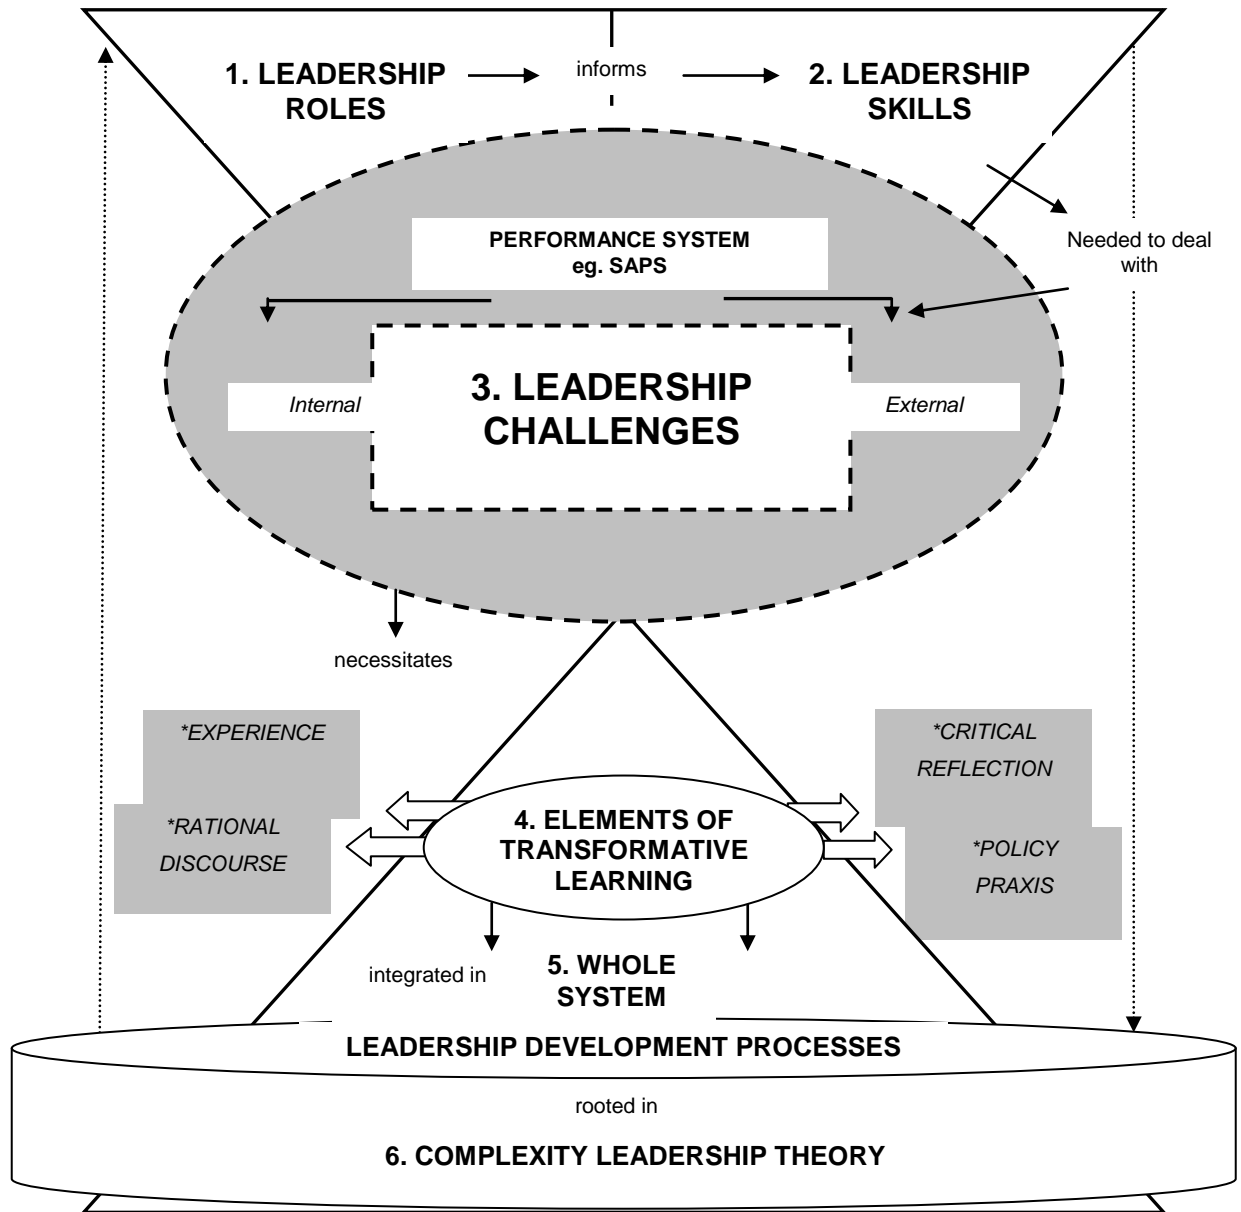 1. LEADERSHIP
ROLES
informs
2. LEADERSHIP
SKILLS
PERFORMANCE SYSTEM
eg. SAPS
Needed to deal
with
3. LEADERSHIP
CHALLENGES
Internal
External
necessitates
*EXPERIENCE
*RATIONAL
DISCOURSE
*CRITICAL
REFLECTION
*POLICY
PRAXIS
4. ELEMENTS OF
TRANSFORMATIVE
LEARNING
integrated in
5. WHOLE
SYSTEM
LEADERSHIP DEVELOPMENT PROCESSES
rooted in
6. COMPLEXITY LEADERSHIP THEORY